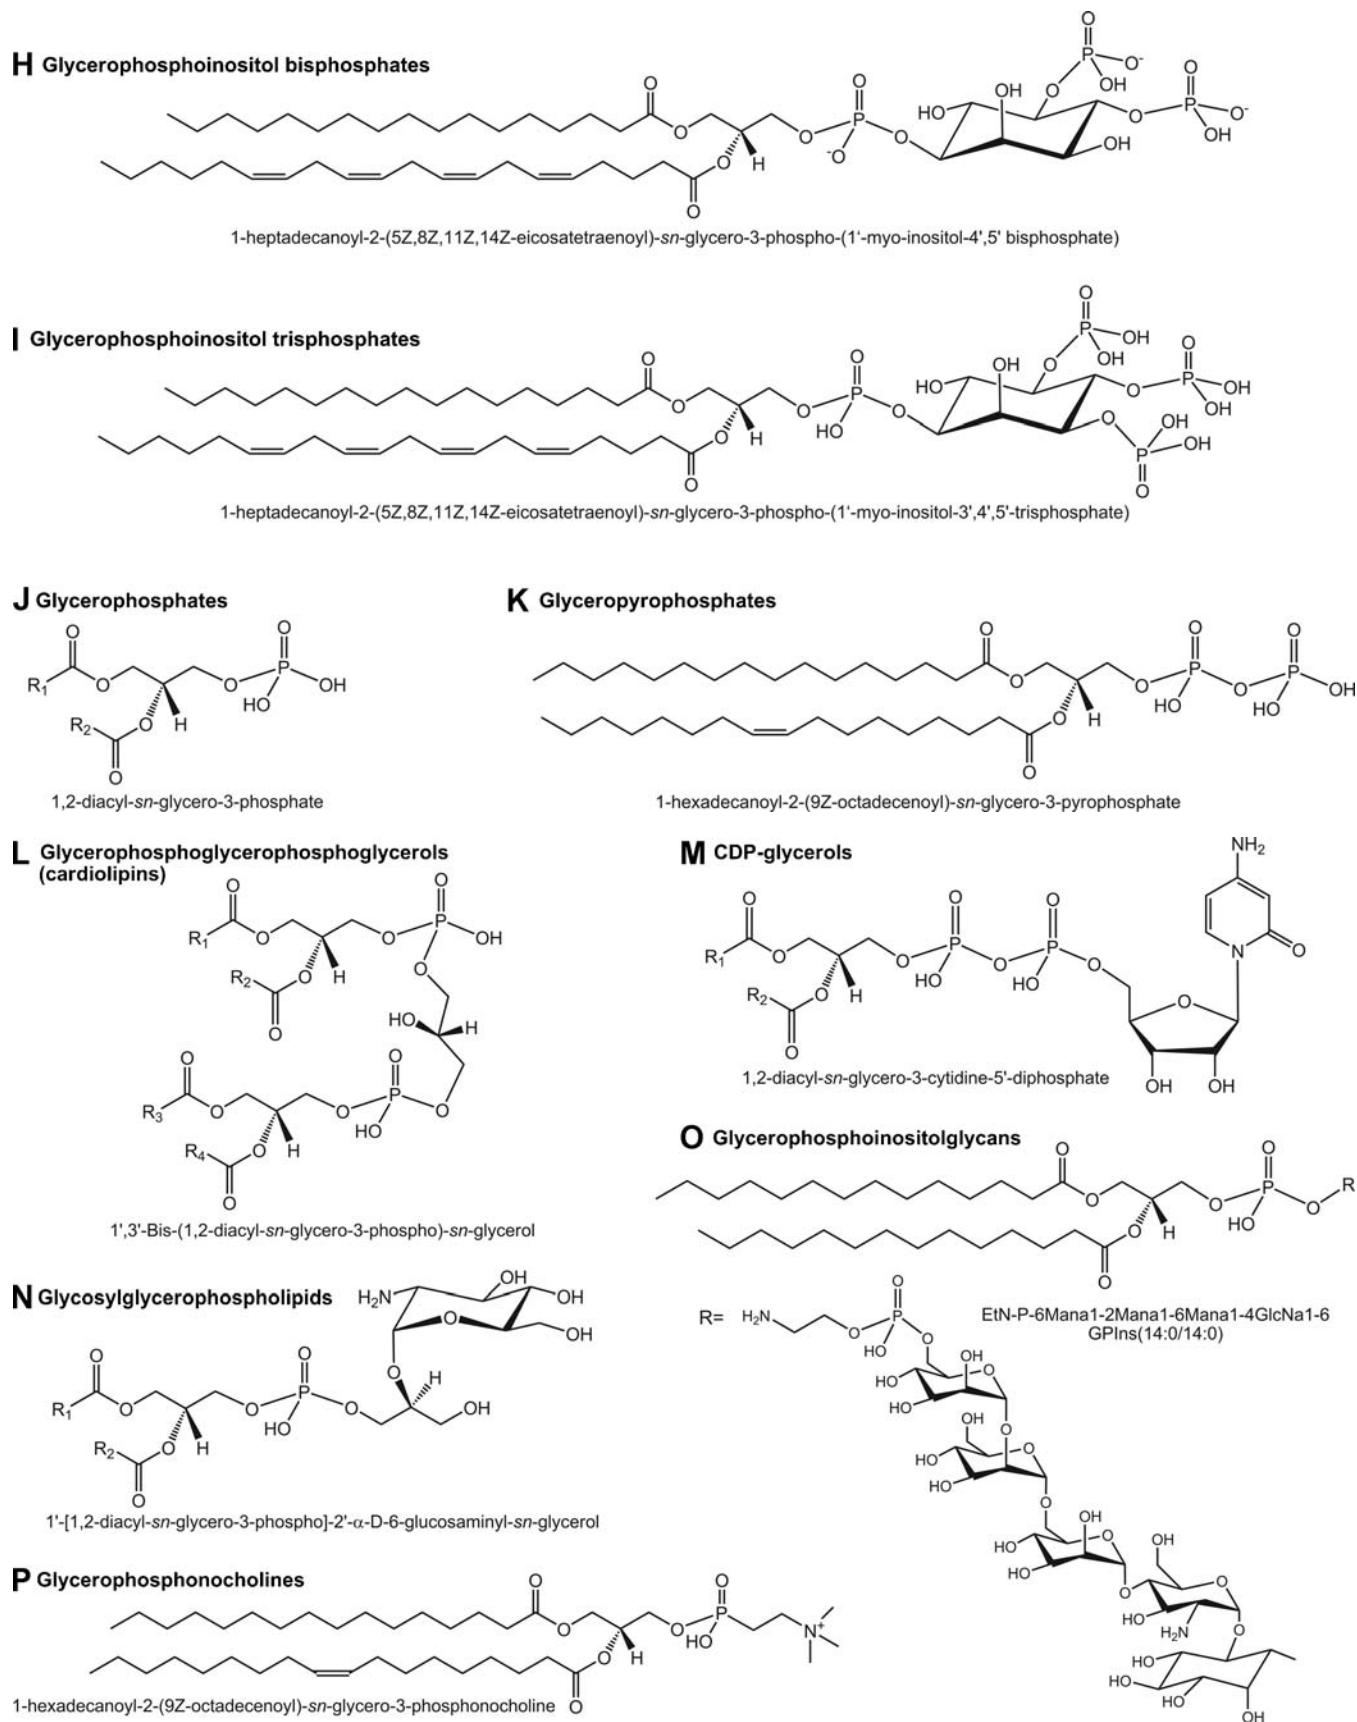 H Glycerophosphoinositol bisphosphates
1-heptadecanoyl-2-(5Z,8Z,11Z,14Z-eicosatetraenoyl)-sn-glycero-3-phospho-(1'-myo-inositol-4',5' bisphosphate)
I Glycerophosphoinositol trisphosphates
1-heptadecanoyl-2-(5Z,8Z,11Z,14Z-eicosatetraenoyl)-sn-glycero-3-phospho-(1'-myo-inositol-3',4',5'-trisphosphate)
J Glycerophosphates
1,2-diacyl-sn-glycero-3-phosphate
K Glyceropyrophosphates
1-hexadecanoyl-2-(9Z-octadecenoyl)-sn-glycero-3-pyrophosphate
L Glycerophosphoglycerophosphoglycerols
(cardiolipins)
1',3'-Bis-(1,2-diacyl-sn-glycero-3-phospho)-sn-glycerol
M CDP-glycerols
1,2-diacyl-sn-glycero-3-cytidine-5'-diphosphate
N Glycosylglycerophospholipids
1'-[1,2-diacyl-sn-glycero-3-phospho]-2'-α-D-6-glucosaminyl-sn-glycerol
O Glycerophosphoinositolglycans
R=
EtN-P-6Mana1-2Mana1-6Mana1-4GlcNa1-6
GPIns(14:0/14:0)
P Glycerophosphonocholines
1-hexadecanoyl-2-(9Z-octadecenoyl)-sn-glycero-3-phosphonocholine